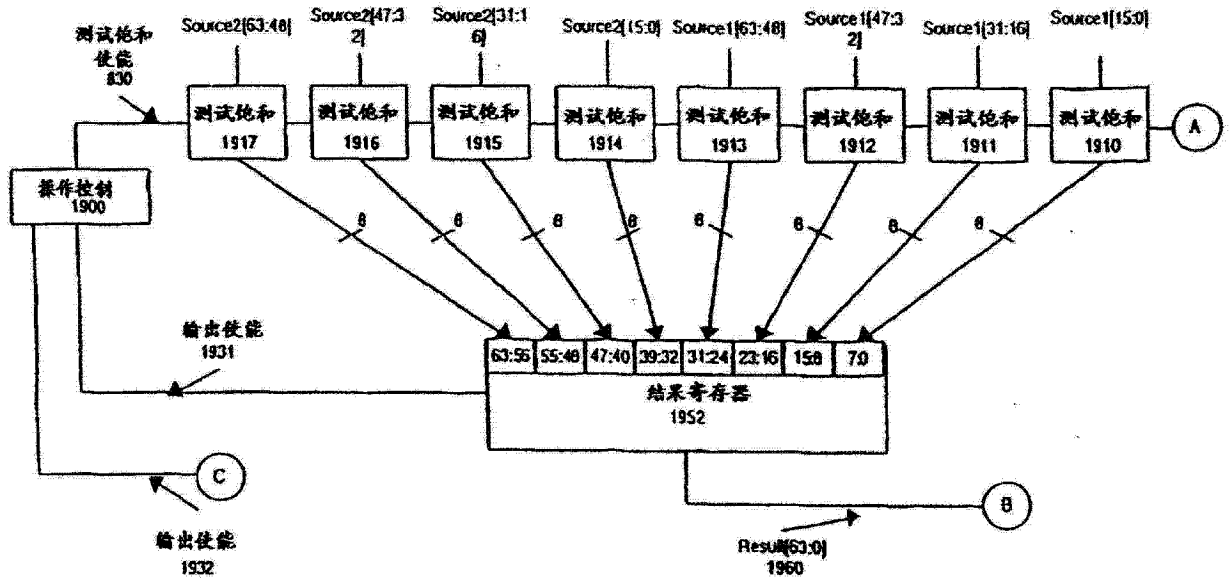 测试饱和
使能
830
Source2[63:48]
Source2[47:3
2]
Source2[31:1
6]
Source2[15:0]
Source1[63:48]
Source1[47:3
2]
Source1[31:16]
Source1[15:0]
测试饱和
1917
测试饱和
1916
测试饱和
1915
测试饱和
1914
测试饱和
1913
测试饱和
1912
测试饱和
1911
测试饱和
1910
A
操作控制
1900
8 8 8 8 8 8 8 8
输出使能
1931
63:56 55:48 47:40 39:32 31:24 23:16 15:8 7:0
结果寄存器
1952
C
B
输出使能
1932
Result[63:0]
1960